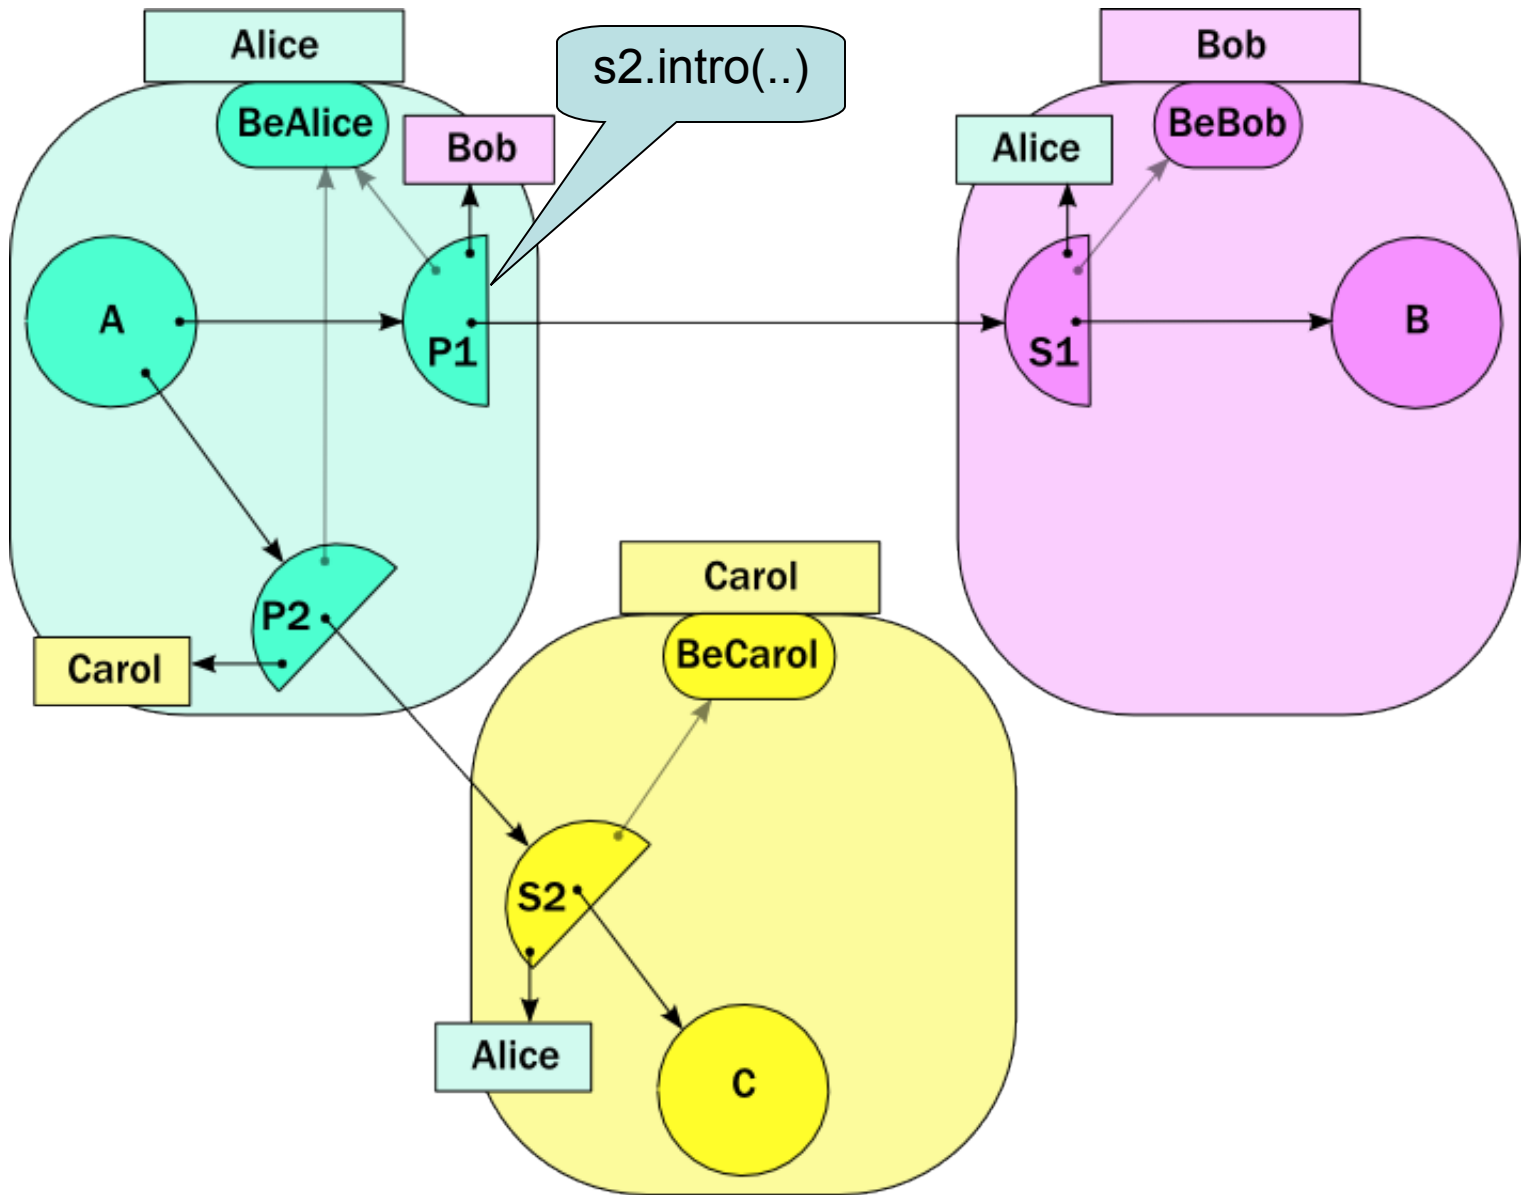 Alice
s2.intro(..)
Bob
BeAlice
Bob
Alice
BeBob
A
P1
S1
B
P2
Carol
Carol
BeCarol
S2
Alice
C